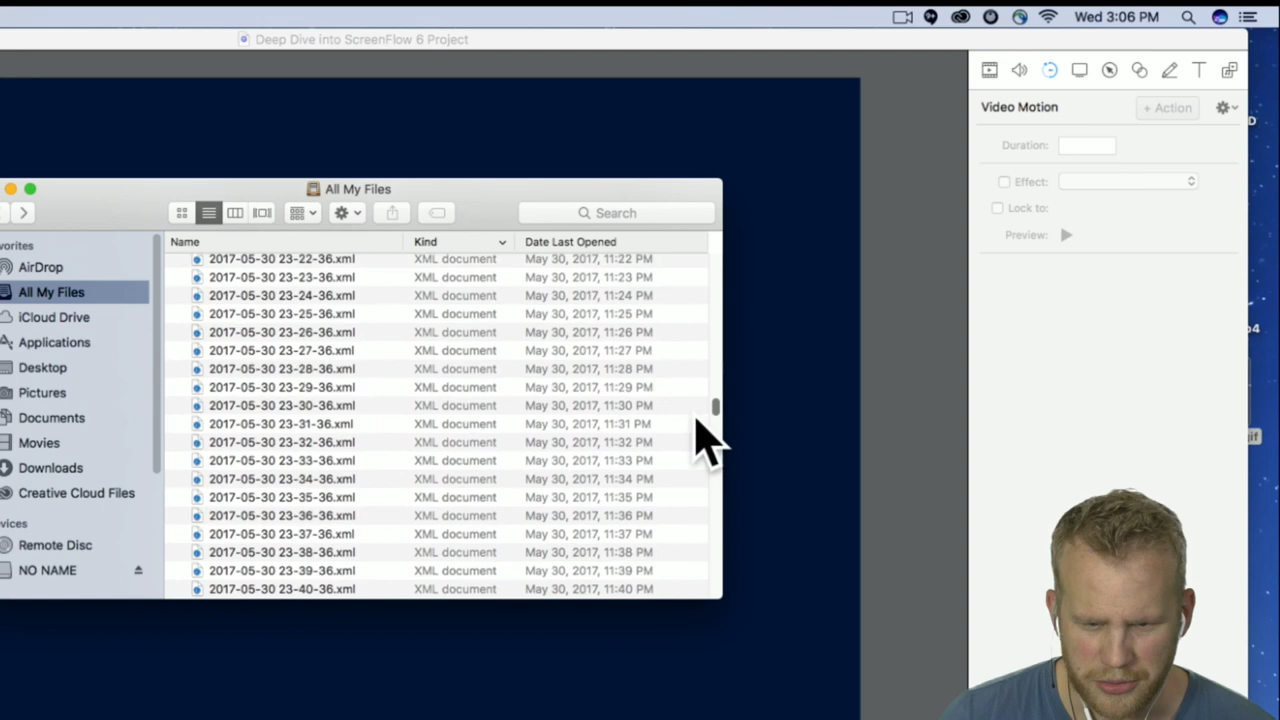 Wed 3:06 PM
Deep Dive into ScreenFlow 6 Project
Video Motion
+ Action
Duration:
Effect:
Lock to:
Preview:
All My Files
Search
vorites
AirDrop
All My Files
iCloud Drive
Applications
Desktop
Pictures
Documents
Movies
Downloads
Creative Cloud Files
evices
Remote Disc
NO NAME
Name Kind Date Last Opened
2017-05-30 23-22-36.xml XML document May 30, 2017, 11:22 PM
2017-05-30 23-23-36.xml XML document May 30, 2017, 11:23 PM
2017-05-30 23-24-36.xml XML document May 30, 2017, 11:24 PM
2017-05-30 23-25-36.xml XML document May 30, 2017, 11:25 PM
2017-05-30 23-26-36.xml XML document May 30, 2017, 11:26 PM
2017-05-30 23-27-36.xml XML document May 30, 2017, 11:27 PM
2017-05-30 23-28-36.xml XML document May 30, 2017, 11:28 PM
2017-05-30 23-29-36.xml XML document May 30, 2017, 11:29 PM
2017-05-30 23-30-36.xml XML document May 30, 2017, 11:30 PM
2017-05-30 23-31-36.xml XML document May 30, 2017, 11:31 PM
2017-05-30 23-32-36.xml XML document May 30, 2017, 11:32 PM
2017-05-30 23-33-36.xml XML document May 30, 2017, 11:33 PM
2017-05-30 23-34-36.xml XML document May 30, 2017, 11:34 PM
2017-05-30 23-35-36.xml XML document May 30, 2017, 11:35 PM
2017-05-30 23-36-36.xml XML document May 30, 2017, 11:36 PM
2017-05-30 23-37-36.xml XML document May 30, 2017, 11:37 PM
2017-05-30 23-38-36.xml XML document May 30, 2017, 11:38 PM
2017-05-30 23-39-36.xml XML document May 30, 2017, 11:39 PM
2017-05-30 23-40-36.xml XML document May 30, 2017, 11:40 PM
D
p4
gif